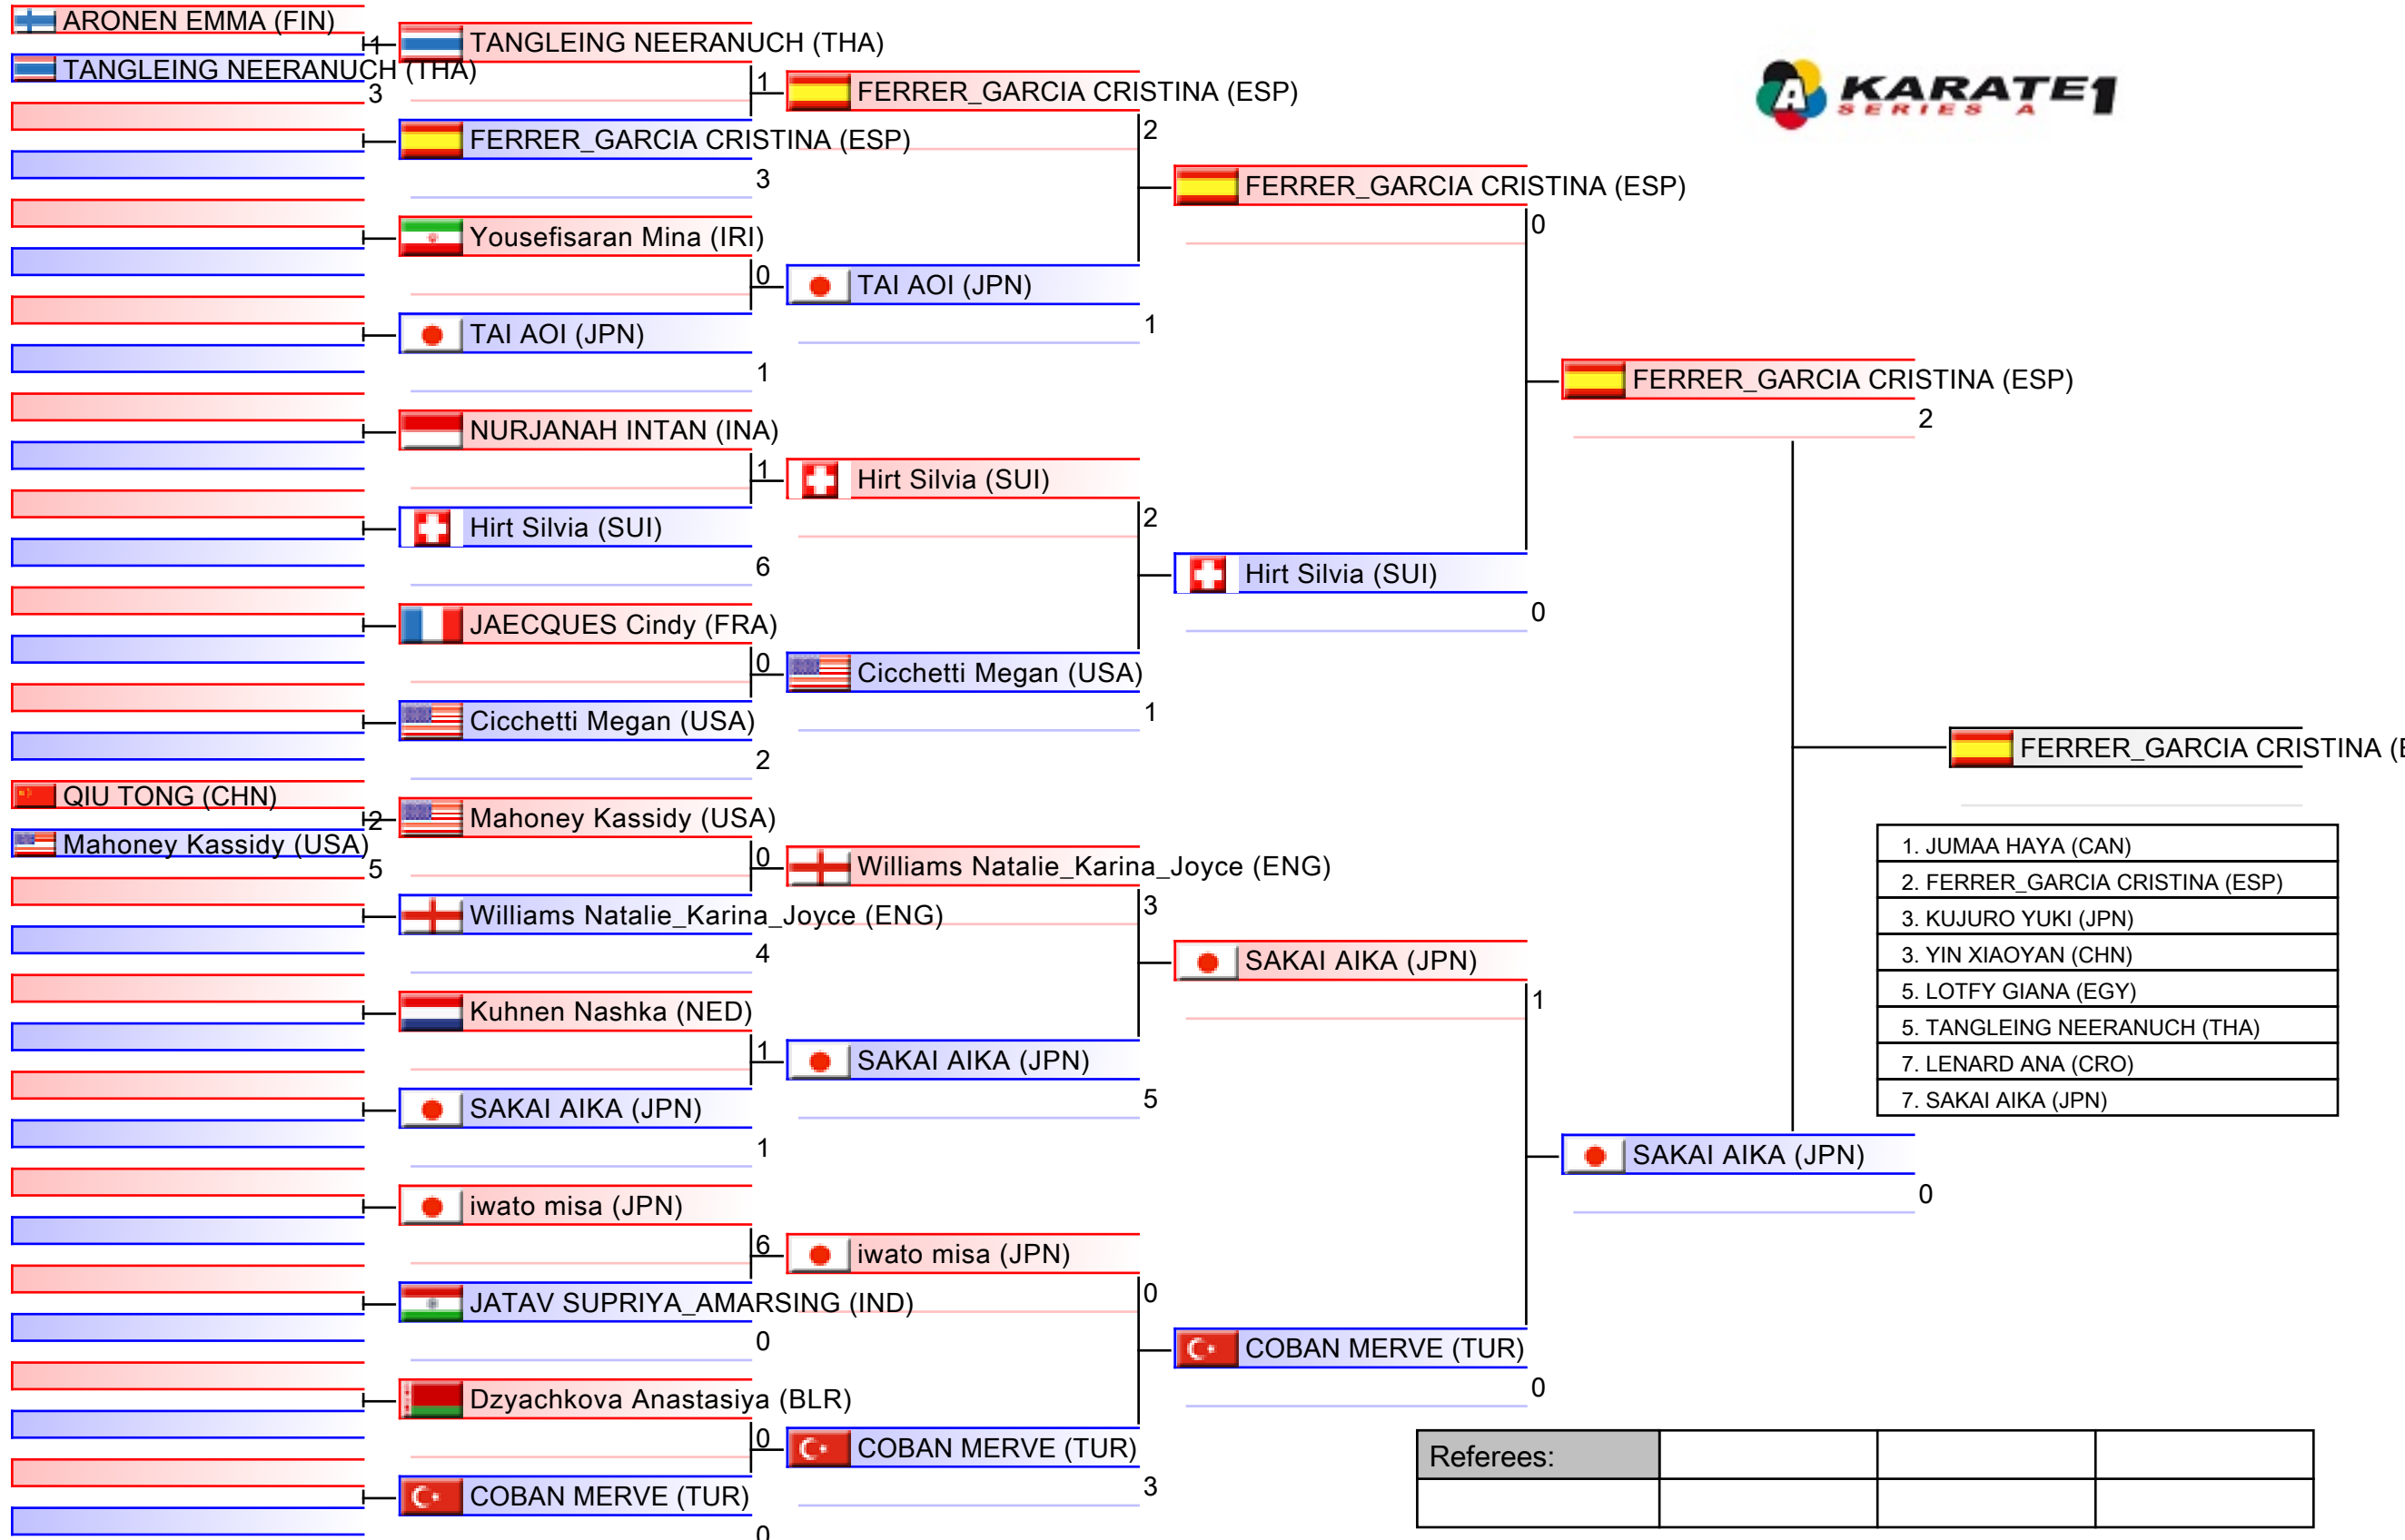 ARONEN EMMA (FIN)
1
TANGLEING NEERANUCH (THA)
3
QIU TONG (CHN)
2
Mahoney Kassidy (USA)
5
TANGLEING NEERANUCH (THA)
1
FERRER_GARCIA CRISTINA (ESP)
3
Yousefisaran Mina (IRI)
0
TAI AOI (JPN)
1
NURJANAH INTAN (INA)
1
Hirt Silvia (SUI)
6
JAECQUES Cindy (FRA)
0
Cicchetti Megan (USA)
2
Mahoney Kassidy (USA)
0
Williams Natalie_Karina_Joyce (ENG)
4
Kuhnen Nashka (NED)
1
SAKAI AIKA (JPN)
1
iwato misa (JPN)
6
JATAV SUPRIYA_AMARSING (IND)
0
Dzyachkova Anastasiya (BLR)
0
COBAN MERVE (TUR)
0
FERRER_GARCIA CRISTINA (ESP)
2
TAI AOI (JPN)
1
Hirt Silvia (SUI)
2
Cicchetti Megan (USA)
1
Williams Natalie_Karina_Joyce (ENG)
3
SAKAI AIKA (JPN)
5
iwato misa (JPN)
0
COBAN MERVE (TUR)
3
FERRER_GARCIA CRISTINA (ESP)
0
Hirt Silvia (SUI)
0
SAKAI AIKA (JPN)
1
COBAN MERVE (TUR)
0
FERRER_GARCIA CRISTINA (ESP)
2
SAKAI AIKA (JPN)
0
KARATE1
SERIES A
FERRER_GARCIA CRISTINA (E
1. JUMAA HAYA (CAN)
2. FERRER_GARCIA CRISTINA (ESP)
3. KUJURO YUKI (JPN)
3. YIN XIAOYAN (CHN)
5. LOTFY GIANA (EGY)
5. TANGLEING NEERANUCH (THA)
7. LENARD ANA (CRO)
7. SAKAI AIKA (JPN)
Referees: